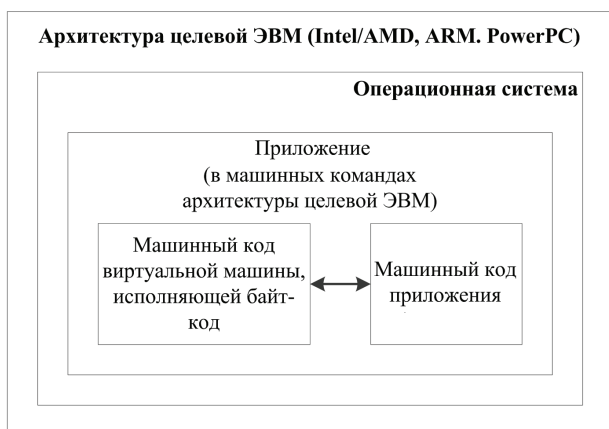 Архитектура целевой ЭВМ (Intel/AMD, ARM. PowerPC)
Операционная система
Приложение
(в машинных командах
архитектуры целевой ЭВМ)
Машинный код
виртуальной машины,
исполняющей байт-
код
Машинный код
приложения